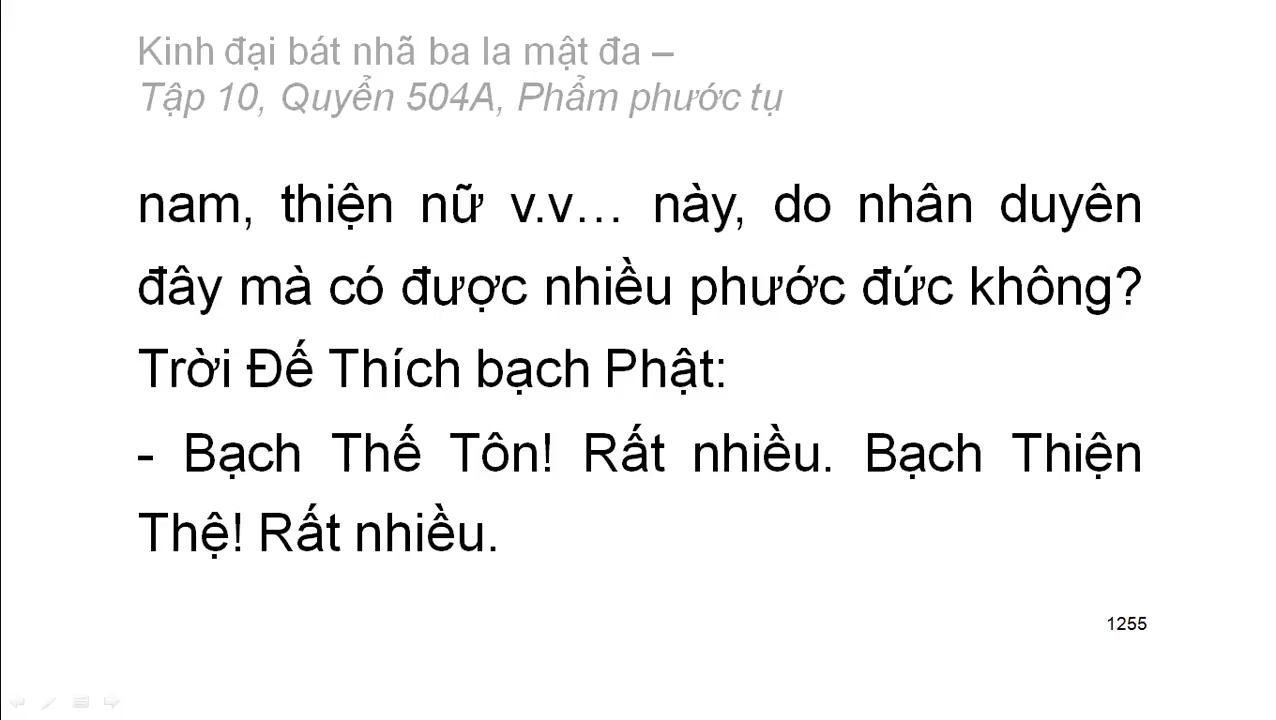 Kinh đại bát nhã ba la mật đa –
Tập 10, Quyển 504A, Phẩm phước tụ
nam, thiện nữ v.v… này, do nhân duyên
đây mà có được nhiều phước đức không?
Trời Đế Thích bạch Phật:
- Bạch Thế Tôn! Rất nhiều. Bạch Thiện
Thệ! Rất nhiều.
1255